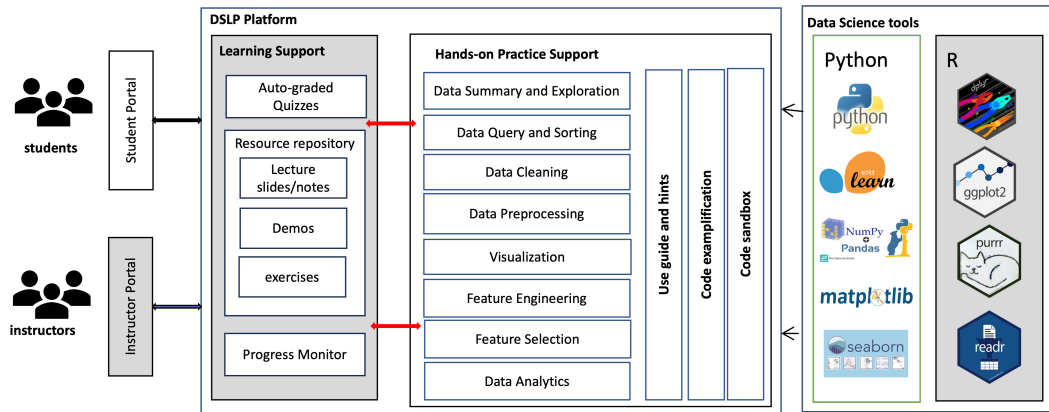 DSLP Platform
Data Science tools
students
Student Portal
instructors
Instructor Portal
Learning Support
Auto-graded
Quizzes
Resource repository
Lecture
slides/notes
Demos
exercises
Progress Monitor
Hands-on Practice Support
Data Summary and Exploration
Data Query and Sorting
Data Cleaning
Data Preprocessing
Visualization
Feature Engineering
Feature Selection
Data Analytics
Use guide and hints
Code examplification
Code sandbox
Python
python
scikit
learn
NumPy
+
Pandas
matplotlib
seaborn
R
dplyr
ggplot2
purrr
readr